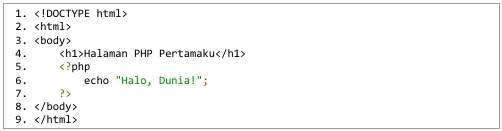 1. <!DOCTYPE html>
2. <html>
3. <body>
4.     <h1>Halaman PHP Pertamaku</h1>
5.     <?php
6.         echo "Halo, Dunia!";
7.     ?>
8. </body>
9. </html>